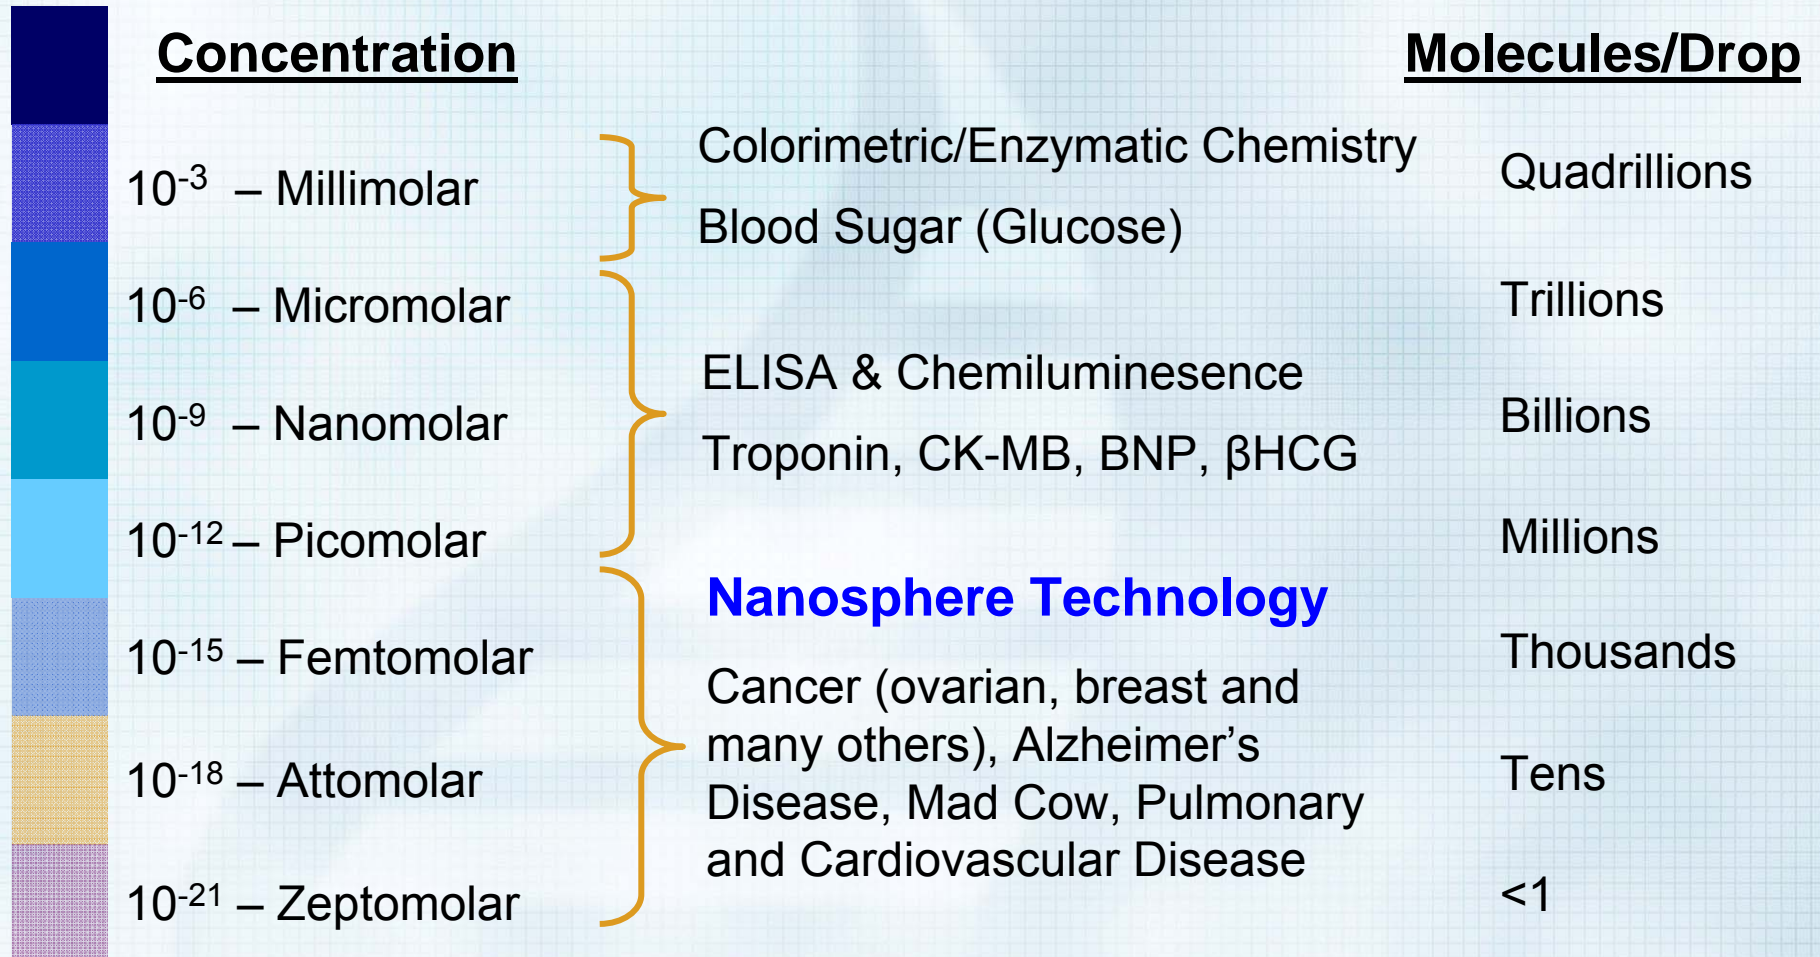 Concentration
Molecules/Drop
10⁻³ – Millimolar
Colorimetric/Enzymatic Chemistry
Blood Sugar (Glucose)
Quadrillions
10⁻⁶ – Micromolar
Trillions
10⁻⁹ – Nanomolar
ELISA & Chemiluminesence
Troponin, CK-MB, BNP, βHCG
Billions
10⁻¹² – Picomolar
Millions
Nanosphere Technology
10⁻¹⁵ – Femtomolar
Thousands
Cancer (ovarian, breast and
many others), Alzheimer’s
Disease, Mad Cow, Pulmonary
and Cardiovascular Disease
10⁻¹⁸ – Attomolar
Tens
10⁻²¹ – Zeptomolar
<1